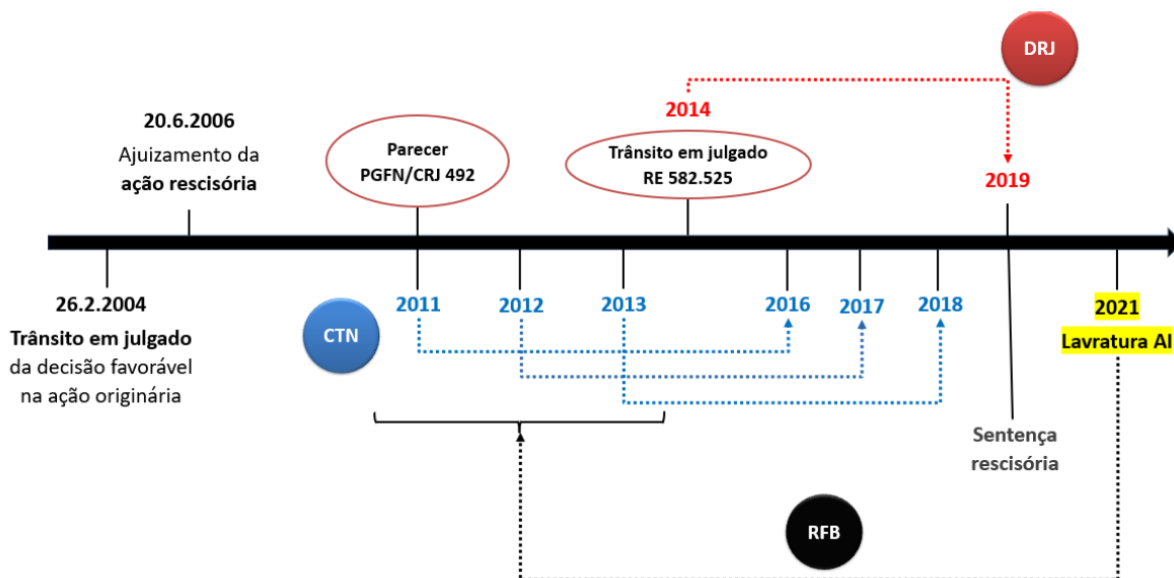 DRJ
2014
20.6.2006
Ajuizamento da
ação rescisória
Parecer
PGFN/CRJ 492
Trânsito em julgado
RE 582.525
2019
26.2.2004
Trânsito em julgado
da decisão favorável
na ação originária
CTN
2011
2012
2013
2016
2017
2018
2021
Lavratura AI
Sentença
rescisória
RFB